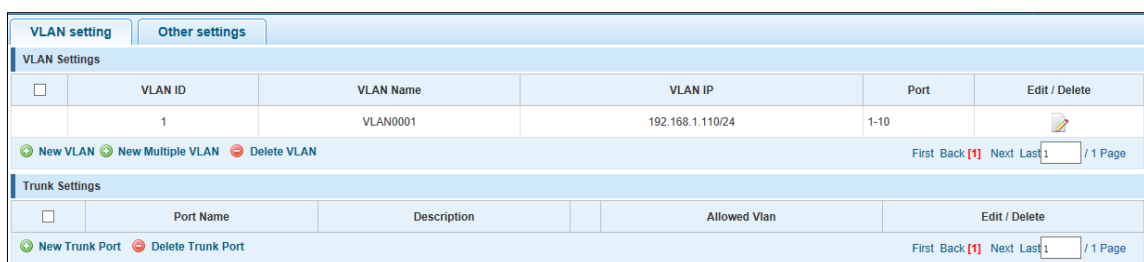 VLAN setting Other settings
VLAN Settings
VLAN ID VLAN Name VLAN IP Port Edit / Delete
1 VLAN0001 192.168.1.110/24 1-10
New VLAN New Multiple VLAN Delete VLAN First Back [1] Next Last 1 / 1 Page
Trunk Settings
Port Name Description Allowed Vlan Edit / Delete
New Trunk Port Delete Trunk Port First Back [1] Next Last 1 / 1 Page